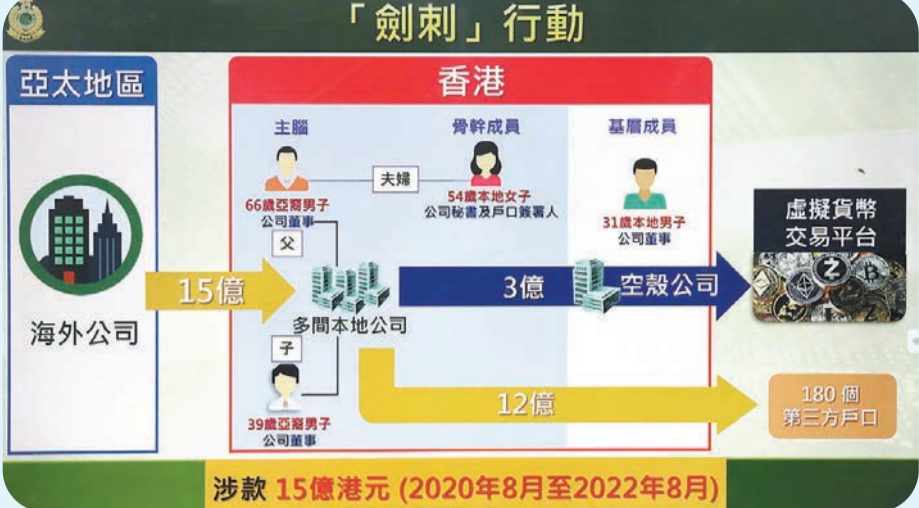 「劍刺」行動
亞太地區
海外公司
15億
香港
主腦
66歲亞裔男子
公司董事
夫婦
骨幹成員
54歲本地女子
公司秘書及戶口簽署人
基層成員
31歲本地男子
公司董事
父
多間本地公司
子
39歲亞裔男子
公司董事
3億
空殼公司
12億
虛擬貨幣
交易平台
180 個
第三方戶口
涉款 15億港元 (2020年8月至2022年8月)